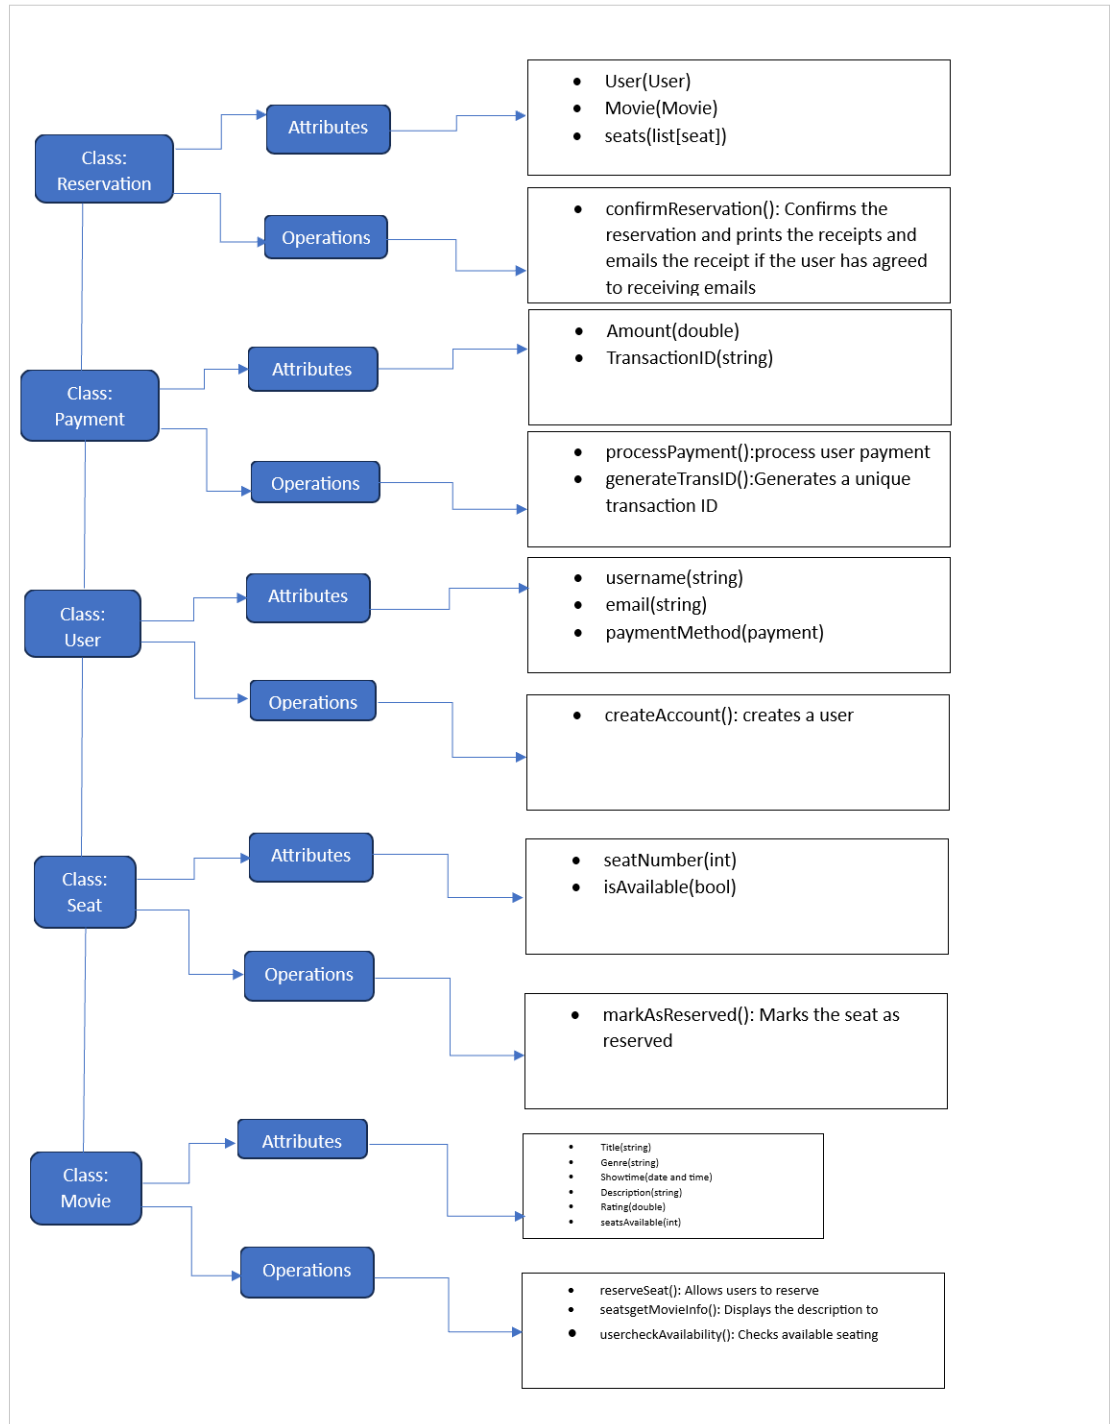 Class:
Reservation
Attributes
• User(User)
• Movie(Movie)
• seats(list[seat])
Operations
• confirmReservation(): Confirms the
reservation and prints the receipts and
emails the receipt if the user has agreed
to receiving emails
Class:
Payment
Attributes
• Amount(double)
• TransactionID(string)
Operations
• processPayment():process user payment
• generateTransID():Generates a unique
transaction ID
Class:
User
Attributes
• username(string)
• email(string)
• paymentMethod(payment)
Operations
• createAccount(): creates a user
Class:
Seat
Attributes
• seatNumber(int)
• isAvailable(bool)
Operations
• markAsReserved(): Marks the seat as
reserved
Class:
Movie
Attributes
• Title(string)
• Genre(string)
• Showtime(date and time)
• Description(string)
• Rating(double)
• seatsAvailable(int)
Operations
• reserveSeat(): Allows users to reserve
• seatsgetMovieInfo(): Displays the description to
• usercheckAvailability(): Checks available seating